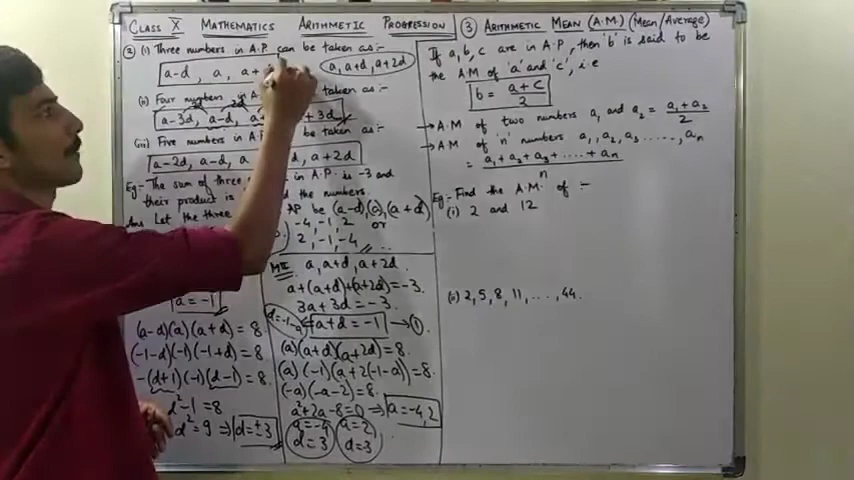 CLASS X MATHEMATICS ARITHMETIC PROGRESSION
② (i) Three numbers in A.P can be taken as:-
a-d, a, a+
a, a+d, a+2d
(ii) Four numbers in A taken as:-
a-3d, a-d, a + 3d
(iii) Five numbers in A be taken as:-
a-2d, a-d, a d, a+2d
Eg:- The sum of three in A.P. is -3 and
their product is the numbers.
Ans Let the three AP be (a-d),(a),(a+d)
-4, -1, 2 or
2, -1, -4
a = -1
(a-d)(a)(a+d) = 8
(-1-d)(-1)(-1+d) = 8
-(d+1)(-1)(d-1) = 8.
d²-1 = 8
d² = 9 ⇒ d = ±3
MII a, a+d, a+2d
a+(a+d)+(a+2d) = -3.
3a+3d = -3.
d=-1-a ⇐ a+d = -1 → ①
(a)(a+d)(a+2d) = 8.
(a)(-1)(a+2(-1-a)) = 8.
(-a)(-a-2) = 8.
a²+2a-8=0 ⇒ a=-4,2
a=-4 a=2
d=3 d=3
③ ARITHMETIC MEAN (A.M) (Mean/Average)
If a, b, c are in A.P, then 'b' is said to be
the AM of 'a' and 'c', i.e
b = a+c/2
→ A.M of two numbers a₁ and a₂ = a₁+a₂/2
→ A.M of 'n' numbers a₁, a₂, a₃ ....., aₙ
= a₁+a₂+a₃+....+aₙ/n
Eg:- Find the A.M. of :-
(i) 2 and 12
(ii) 2, 5, 8, 11, ...., 44.